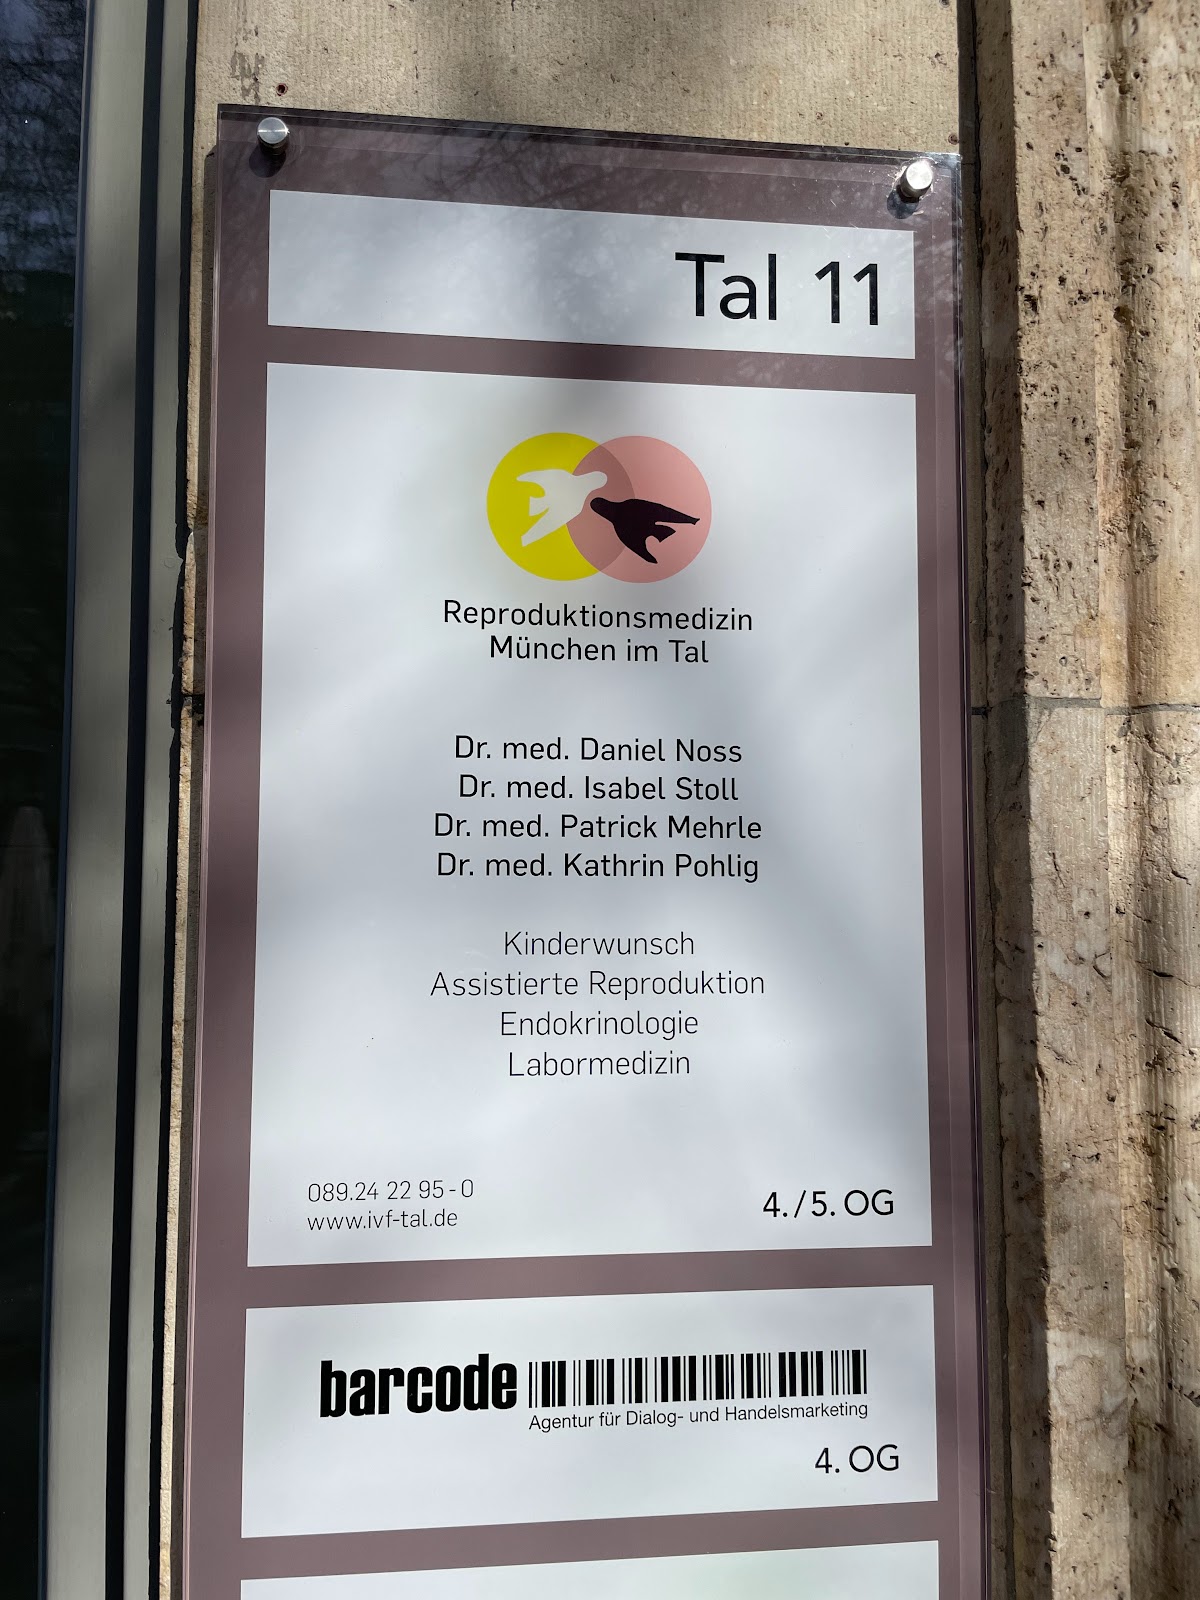 Tal 11
Reproduktionsmedizin
München im Tal
Dr. med. Daniel Noss
Dr. med. Isabel Stoll
Dr. med. Patrick Mehrle
Dr. med. Kathrin Pohlig
Kinderwunsch
Assistierte Reproduktion
Endokrinologie
Labormedizin
089.24 22 95-0
www.ivf-tal.de
4./5. OG
barcode
Agentur für Dialog- und Handelsmarketing
4. OG